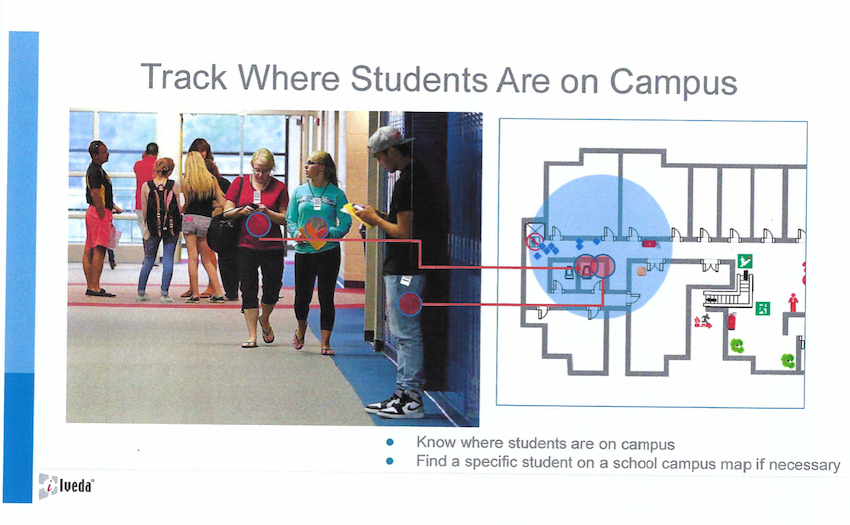 Track Where Students Are on Campus
Know where students are on campus
Find a specific student on a school campus map if necessary
Iveda®